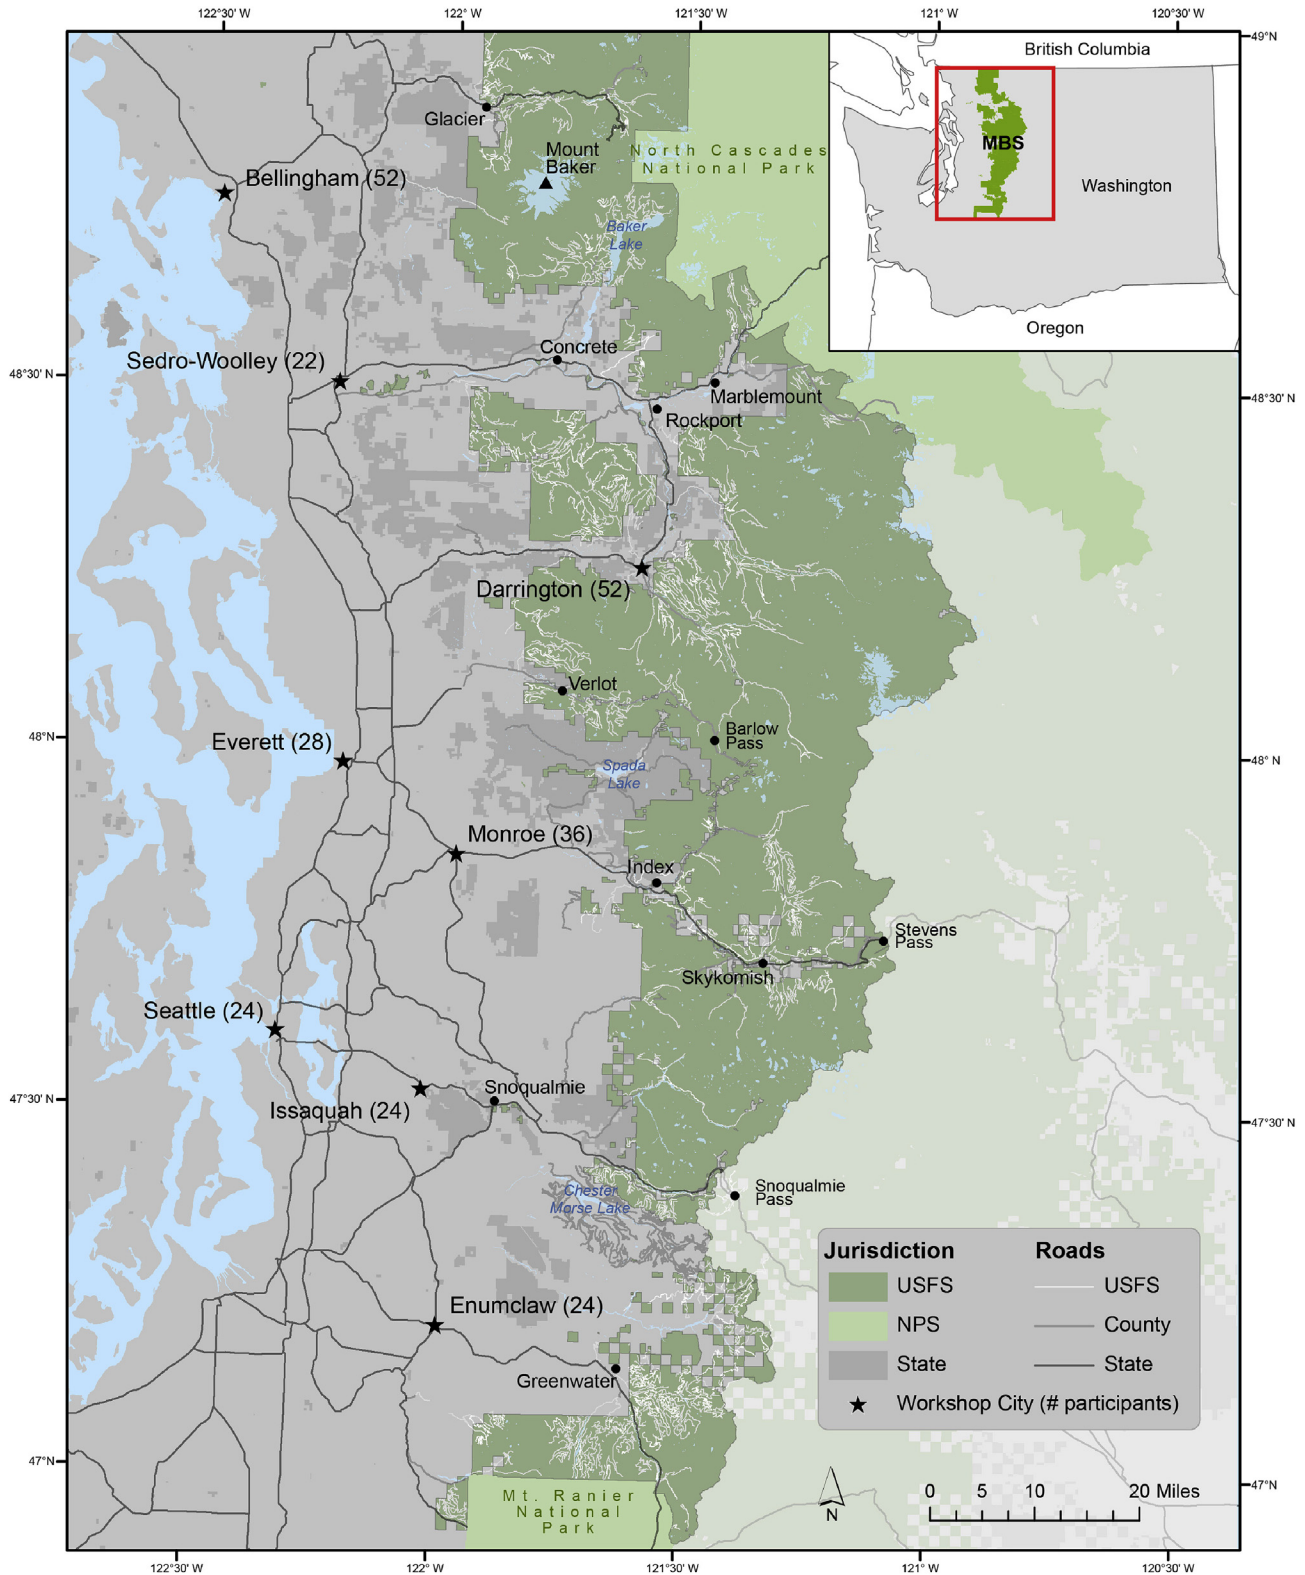 122°30' W
122° W
121°30' W
121° W
120°30' W
49°N
British Columbia
MBS
Washington
Oregon
Glacier
Mount
Baker
North Cascades
National Park
Bellingham (52)
Baker
Lake
Sedro-Woolley (22)
Concrete
48°30' N
Marblemount
48°30' N
Rockport
Darrington (52)
Verlot
Barlow
Pass
48° N
Everett (28)
48° N
Spada
Lake
Monroe (36)
Index
Stevens
Pass
Skykomish
Seattle (24)
Snoqualmie
47°30' N
Issaquah (24)
47°30' N
Chester
Morse Lake
Snoqualmie
Pass
Jurisdiction
USFS
NPS
State
Roads
USFS
County
State
Workshop City (# participants)
Enumclaw (24)
Greenwater
47° N
47° N
Mt. Ranier
National
Park
N
0 5 10 20 Miles
122°30' W
122° W
121°30' W
121° W
120°30' W